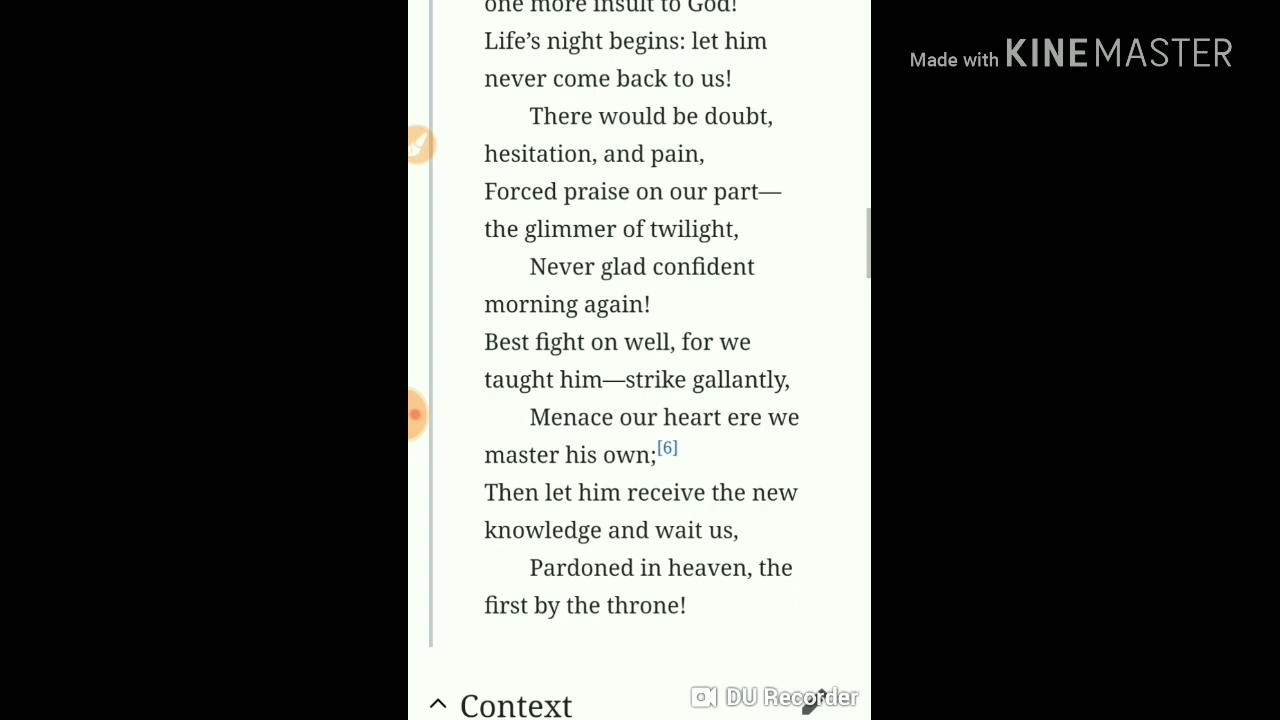 one more insult to God!
Life’s night begins: let him
never come back to us!
There would be doubt,
hesitation, and pain,
Forced praise on our part—
the glimmer of twilight,
Never glad confident
morning again!
Best fight on well, for we
taught him—strike gallantly,
Menace our heart ere we
master his own;[6]
Then let him receive the new
knowledge and wait us,
Pardoned in heaven, the
first by the throne!
Context
Made with KINEMASTER
DU Recorder